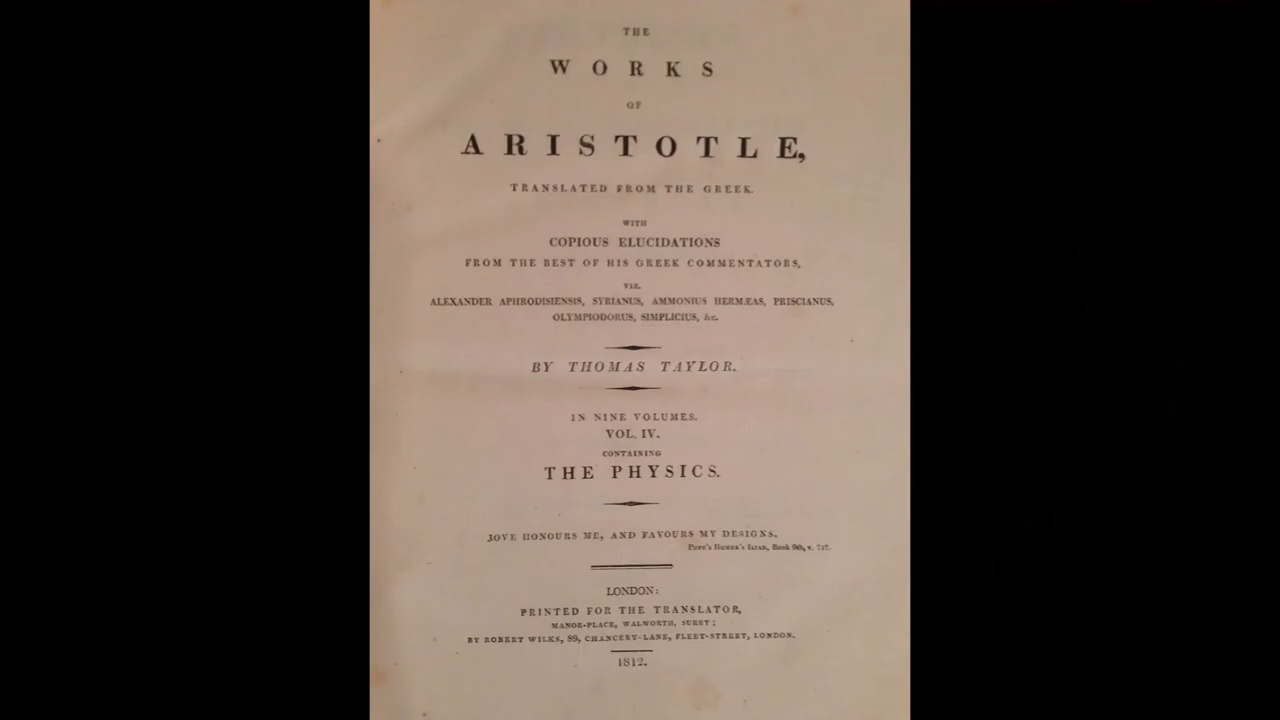 THE
WORKS
OF
ARISTOTLE,
TRANSLATED FROM THE GREEK.
WITH
COPIOUS ELUCIDATIONS
FROM THE BEST OF HIS GREEK COMMENTATORS,
VIZ.
ALEXANDER APHRODISIENSIS, SYRIANUS, AMMONIUS HERMÆAS, PRISCIANUS,
OLYMPIODORUS, SIMPLICIUS, &c.
BY THOMAS TAYLOR.
IN NINE VOLUMES.
VOL. IV.
CONTAINING
THE PHYSICS.
JOVE HONOURS ME, AND FAVOURS MY DESIGNS.
POPE'S HOMER'S ILIAD, Book 9th, v. 717.
LONDON:
PRINTED FOR THE TRANSLATOR,
MANOR-PLACE, WALWORTH, SURRY;
BY ROBERT WILKS, 89, CHANCERY-LANE, FLEET-STREET, LONDON.
1812.